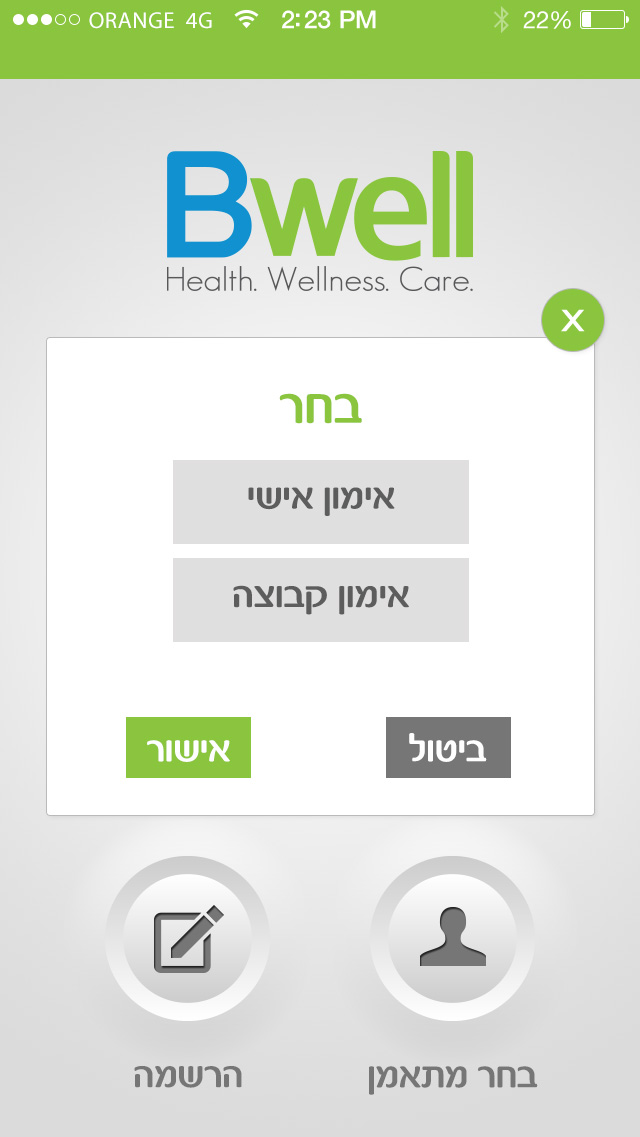 ORANGE 4G 2:23 PM 22%
Bwell
Health. Wellness. Care.
X
בחר
אימון אישי
אימון קבוצה
ביטול אישור
בחר מתאמן הרשמה